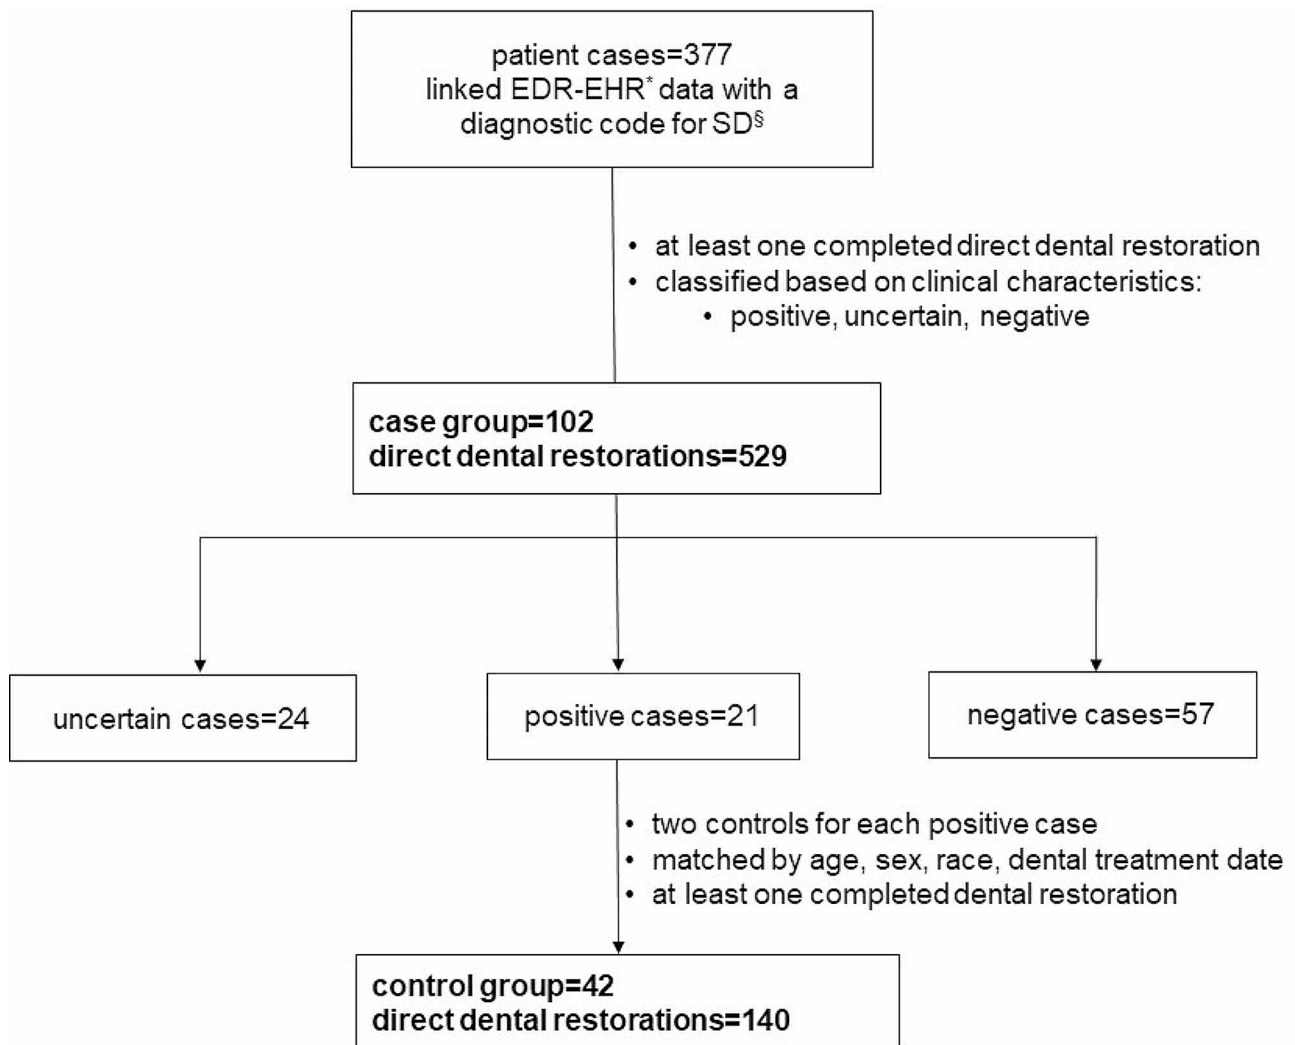 patient cases=377
linked EDR-EHR* data with a
diagnostic code for SD§
• at least one completed direct dental restoration
• classified based on clinical characteristics:
• positive, uncertain, negative
case group=102
direct dental restorations=529
uncertain cases=24
positive cases=21
negative cases=57
• two controls for each positive case
• matched by age, sex, race, dental treatment date
• at least one completed dental restoration
control group=42
direct dental restorations=140